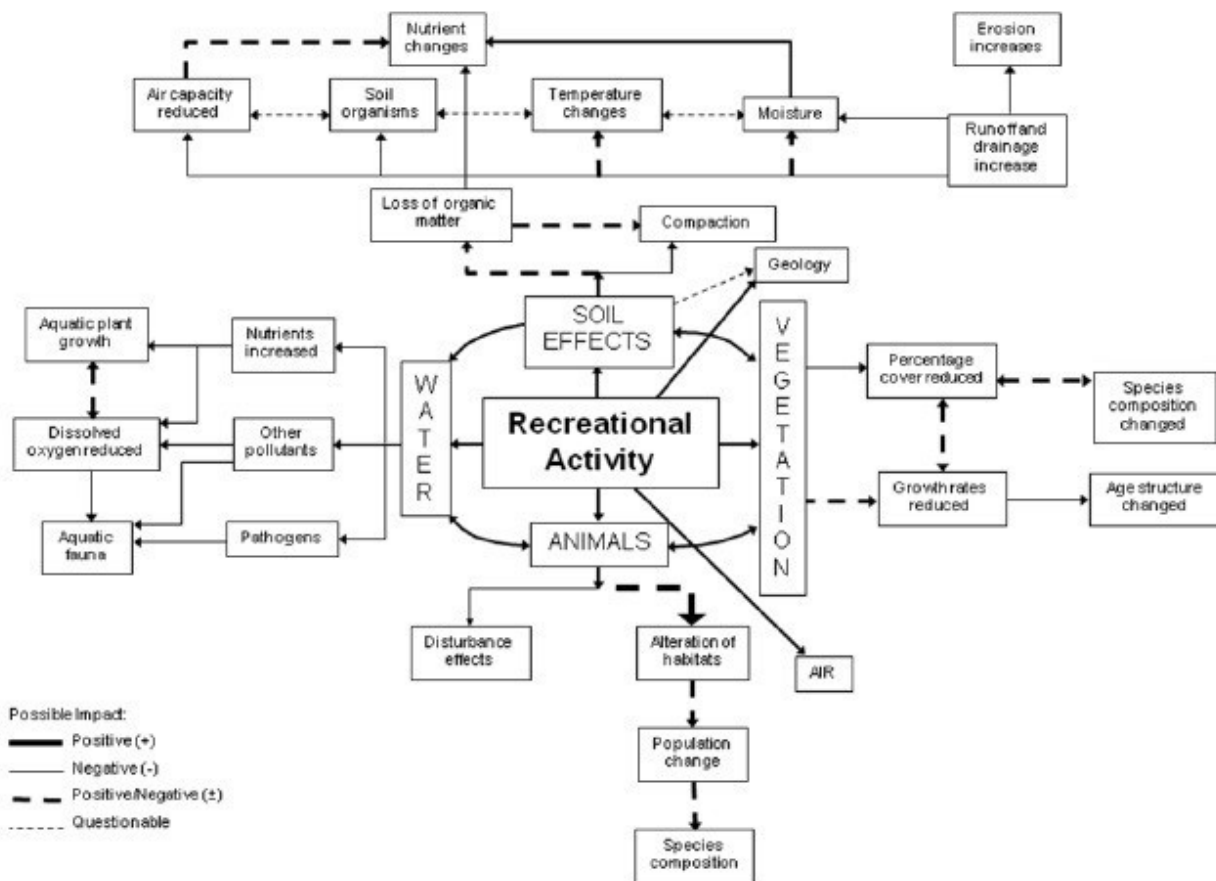 Nutrient
changes
Erosion
increases
Air capacity
reduced
Soil
organisms
Temperature
changes
Moisture
Runoff and
drainage
increase
Loss of organic
matter
Compaction
Geology
SOIL
EFFECTS
VEGETATION
Aquatic plant
growth
Nutrients
increased
Percentage
cover reduced
Species
composition
changed
WATER
Recreational
Activity
Dissolved
oxygen reduced
Other
pollutants
Growth rates
reduced
Age structure
changed
Aquatic
fauna
Pathogens
ANIMALS
Disturbance
effects
Alteration of
habitats
AIR
Possible Impact:
Positive (+)
Negative (-)
Positive/Negative (±)
Questionable
Population
change
Species
composition